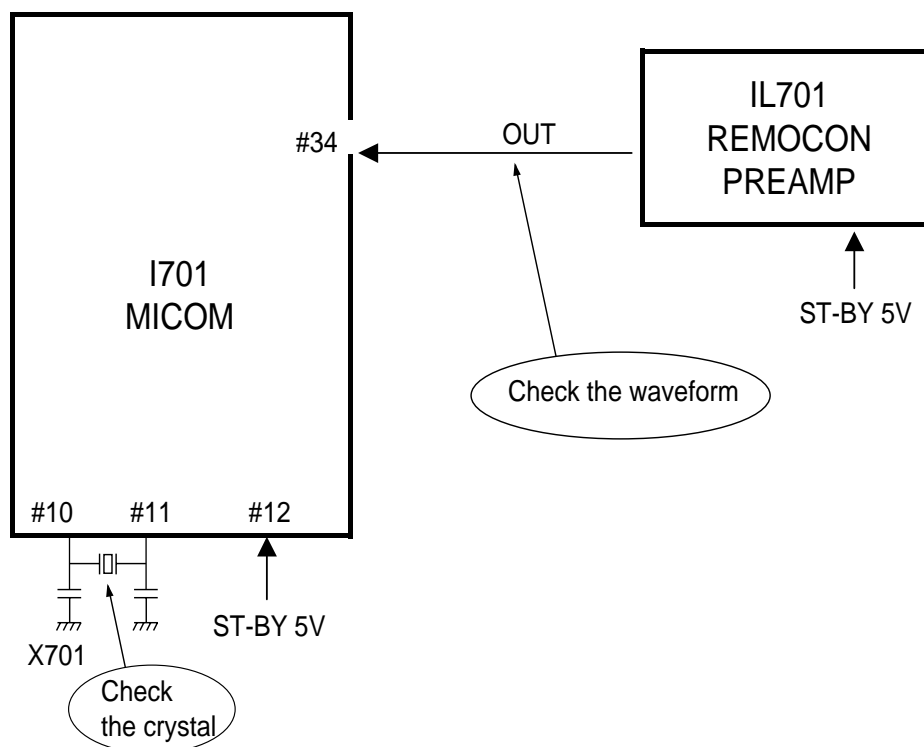 #34
OUT
IL701
REMOCON
PREAMP
I701
MICOM
ST-BY 5V
Check the waveform
#10
#11
#12
X701
ST-BY 5V
Check
the crystal